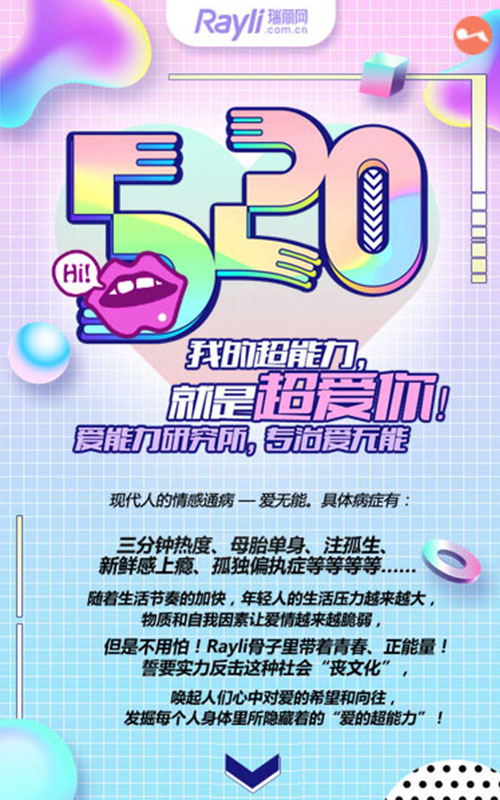 Rayli 瑞丽网
.com.cn
520
Hi!
我的超能力，
就是超爱你！
爱能力研究所，专治爱无能
现代人的情感通病 — 爱无能。具体病症有：
三分钟热度、母胎单身、注孤生、
新鲜感上瘾、孤独偏执症等等等等......
随着生活节奏的加快，年轻人的生活压力越来越大，
物质和自我因素让爱情越来越脆弱，
但是不用怕！Rayli骨子里带着青春、正能量！
誓要实力反击这种社会“丧文化”，
唤起人们心中对爱的希望和向往，
发掘每个人身体里所隐藏着的“爱的超能力”！